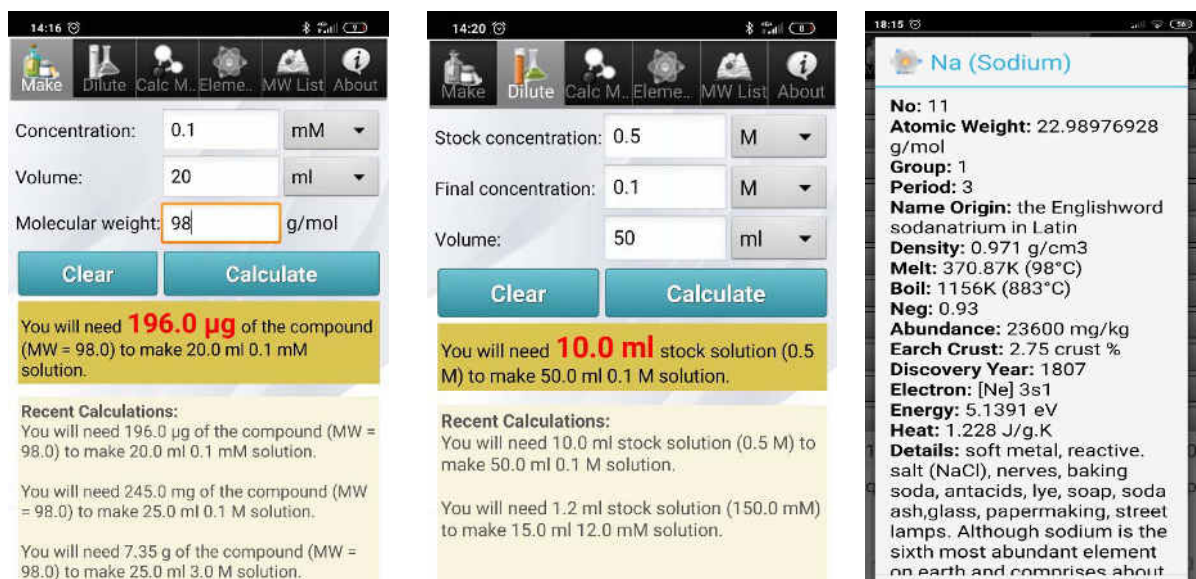 14:16
Make Dilute Calc M.. Eleme.. MW List About
Concentration: 0.1 mM
Volume: 20 ml
Molecular weight: 98 g/mol
Clear Calculate
You will need 196.0 µg of the compound
(MW = 98.0) to make 20.0 ml 0.1 mM
solution.
Recent Calculations:
You will need 196.0 µg of the compound (MW =
98.0) to make 20.0 ml 0.1 mM solution.
You will need 245.0 mg of the compound (MW
= 98.0) to make 25.0 ml 0.1 M solution.
You will need 7.35 g of the compound (MW =
98.0) to make 25.0 ml 3.0 M solution.
14:20
Make Dilute Calc M.. Eleme.. MW List About
Stock concentration: 0.5 M
Final concentration: 0.1 M
Volume: 50 ml
Clear Calculate
You will need 10.0 ml stock solution (0.5
M) to make 50.0 ml 0.1 M solution.
Recent Calculations:
You will need 10.0 ml stock solution (0.5 M) to
make 50.0 ml 0.1 M solution.
You will need 1.2 ml stock solution (150.0 mM)
to make 15.0 ml 12.0 mM solution.
18:15
Na (Sodium)
No: 11
Atomic Weight: 22.98976928
g/mol
Group: 1
Period: 3
Name Origin: the Englishword
sodanatrium in Latin
Density: 0.971 g/cm3
Melt: 370.87K (98°C)
Boil: 1156K (883°C)
Neg: 0.93
Abundance: 23600 mg/kg
Earch Crust: 2.75 crust %
Discovery Year: 1807
Electron: [Ne] 3s1
Energy: 5.1391 eV
Heat: 1.228 J/g.K
Details: soft metal, reactive.
salt (NaCl), nerves, baking
soda, antacids, lye, soap, soda
ash,glass, papermaking, street
lamps. Although sodium is the
sixth most abundant element
on earth and comprises about